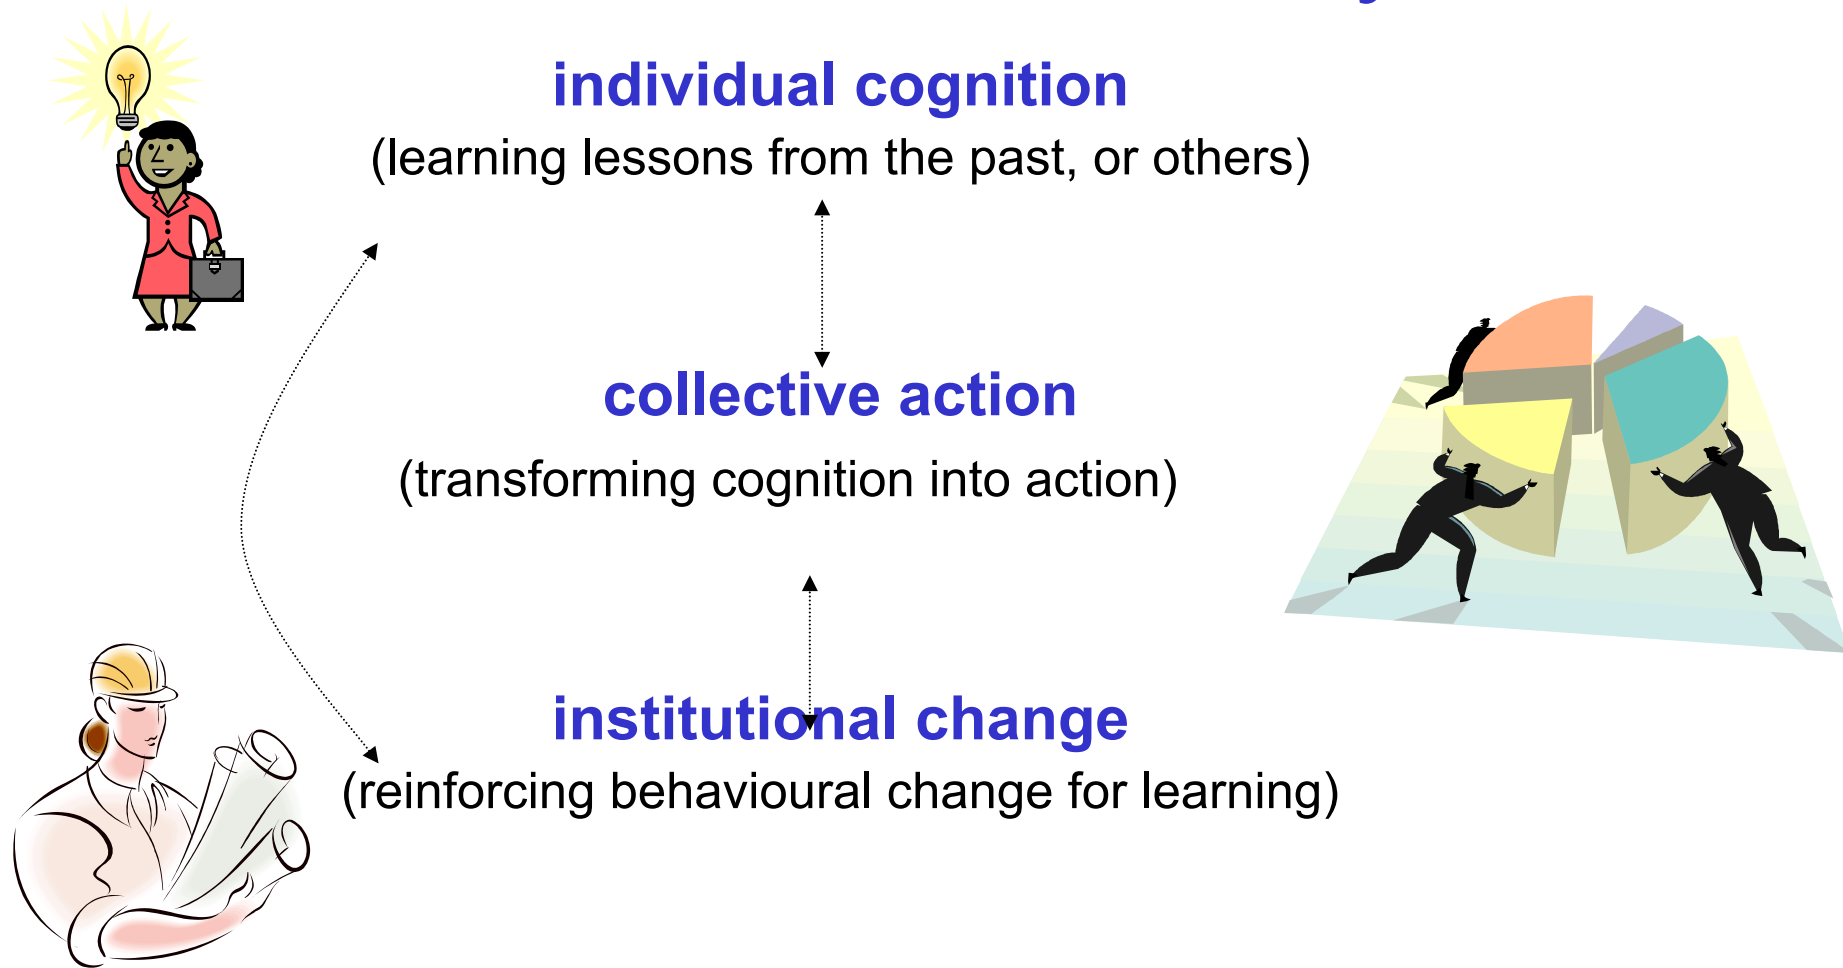 individual cognition
(learning lessons from the past, or others)
collective action
(transforming cognition into action)
institutional change
(reinforcing behavioural change for learning)